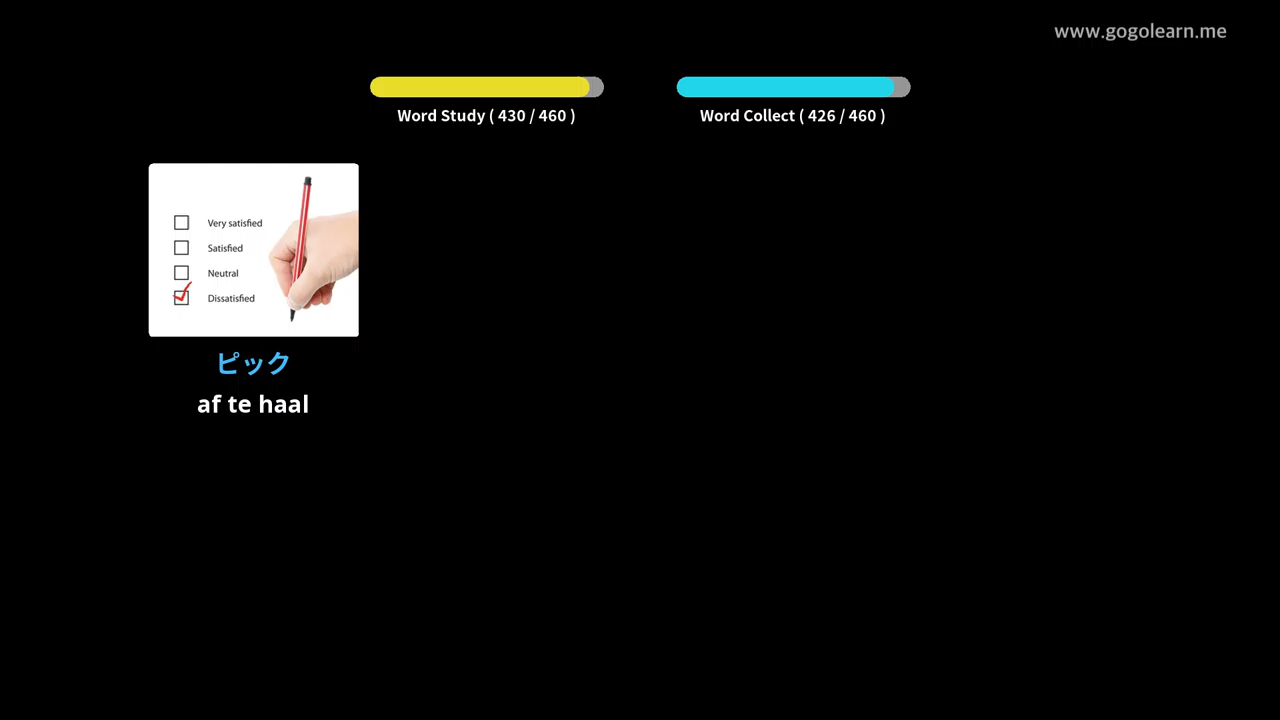 www.gogolearn.me
Word Study ( 430 / 460 )
Word Collect ( 426 / 460 )
Very satisfied
Satisfied
Neutral
Dissatisfied
ピック
af te haal